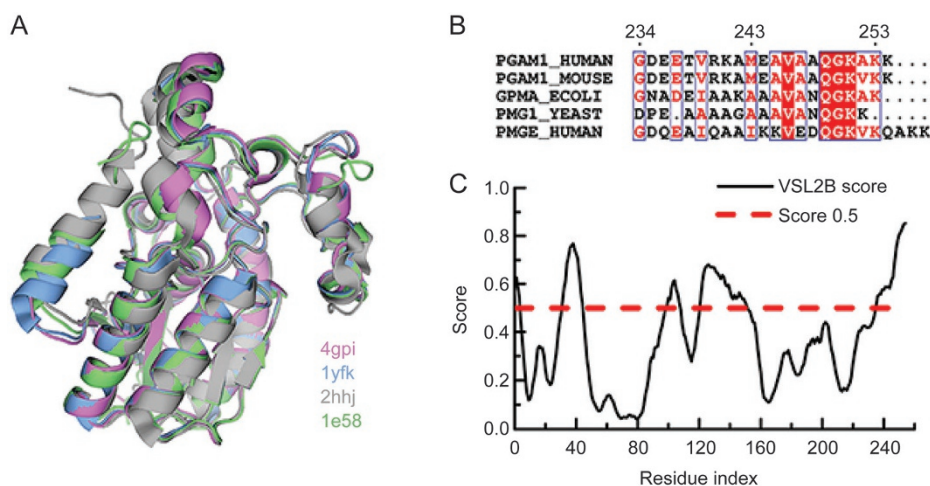 A
4gpi
1yfk
2hhj
1e58
B
234 243 253
PGAM1_HUMAN GDEETVRKAMEAVAAQGKAKK....
PGAM1_MOUSE GDEETVRKAMEAVAAQGKVKK....
GPMA_ECOLI GNADEIAAKAAAVANQGKAK.....
PMG1_YEAST DPE.AAAGAAAVANQGKK.......
PMGE_HUMAN GDQEAIQAAIKKVEDQGKVKQAKK
C
VSL2B score
Score 0.5
Score
1.0
0.8
0.6
0.4
0.2
0.0
0 40 80 120 160 200 240
Residue index